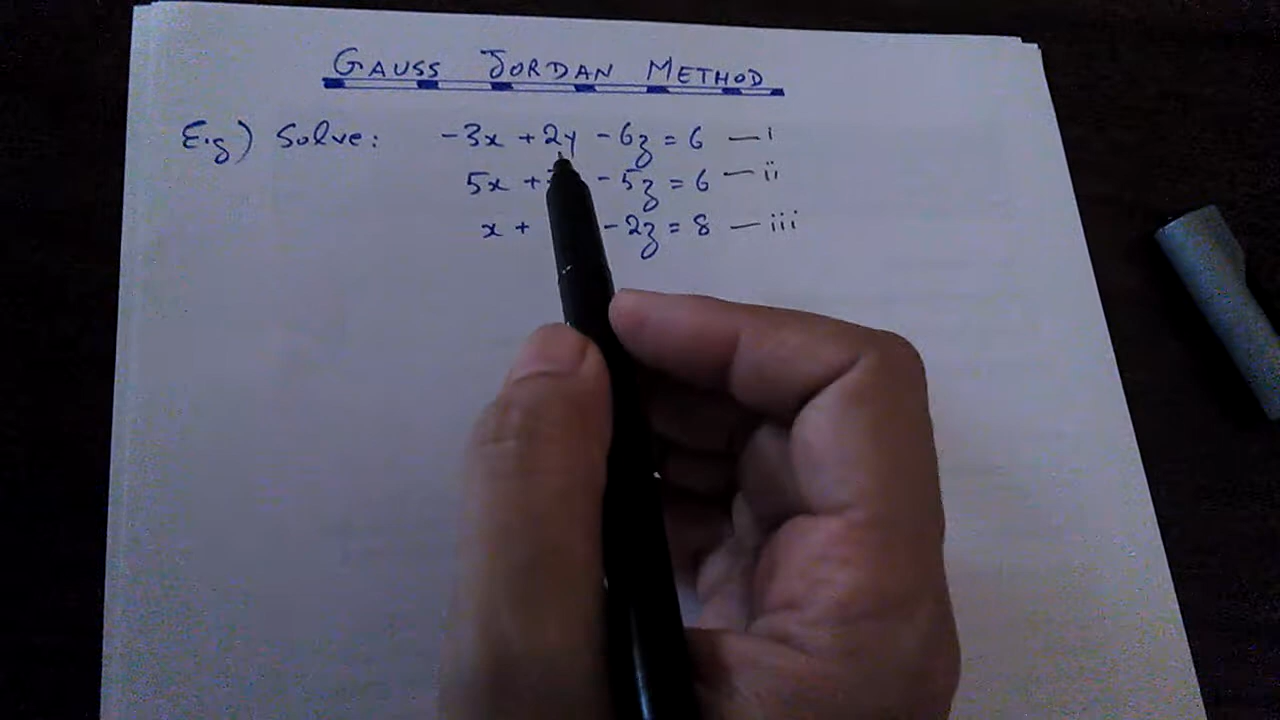 GAUSS JORDAN METHOD
E.g) Solve: -3x + 2y - 6z = 6 — i
5x + - 5z = 6 — ii
x + - 2z = 8 — iii